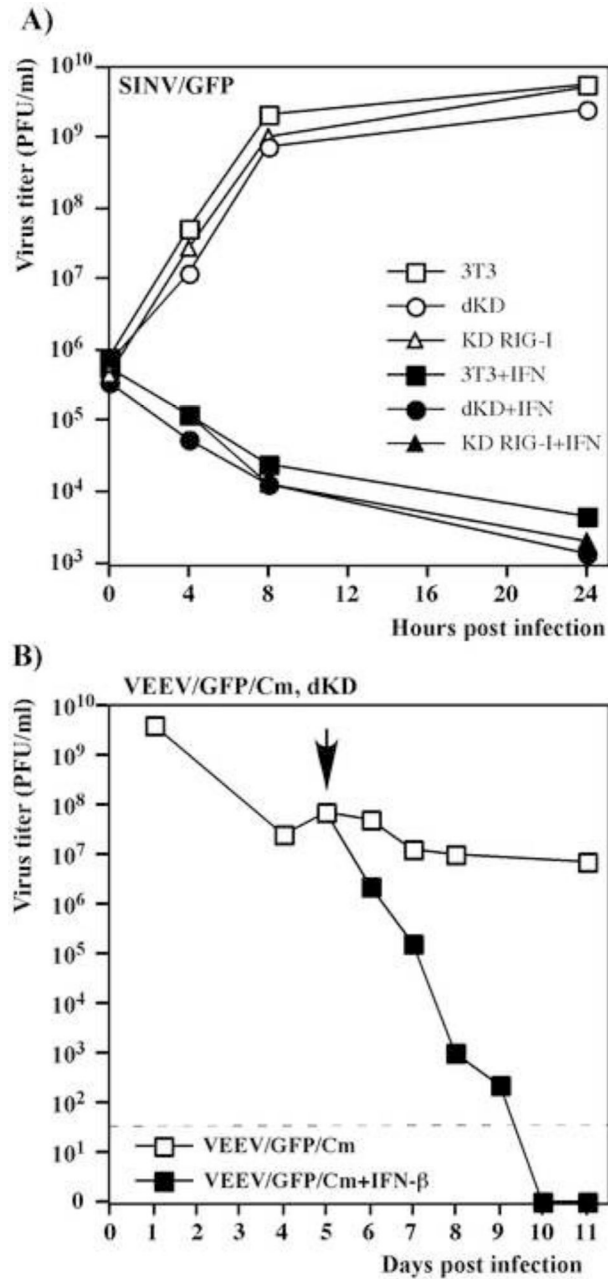 A)
SINV/GFP
Virus titer (PFU/ml)
10^10
10^9
10^8
10^7
10^6
10^5
10^4
10^3
3T3
dKD
KD RIG-I
3T3+IFN
dKD+IFN
KD RIG-I+IFN
0 4 8 12 16 20 24
Hours post infection
B)
VEEV/GFP/Cm, dKD
Virus titer (PFU/ml)
10^10
10^9
10^8
10^7
10^6
10^5
10^4
10^3
10^2
10^1
0
VEEV/GFP/Cm
VEEV/GFP/Cm+IFN-β
0 1 2 3 4 5 6 7 8 9 10 11
Days post infection